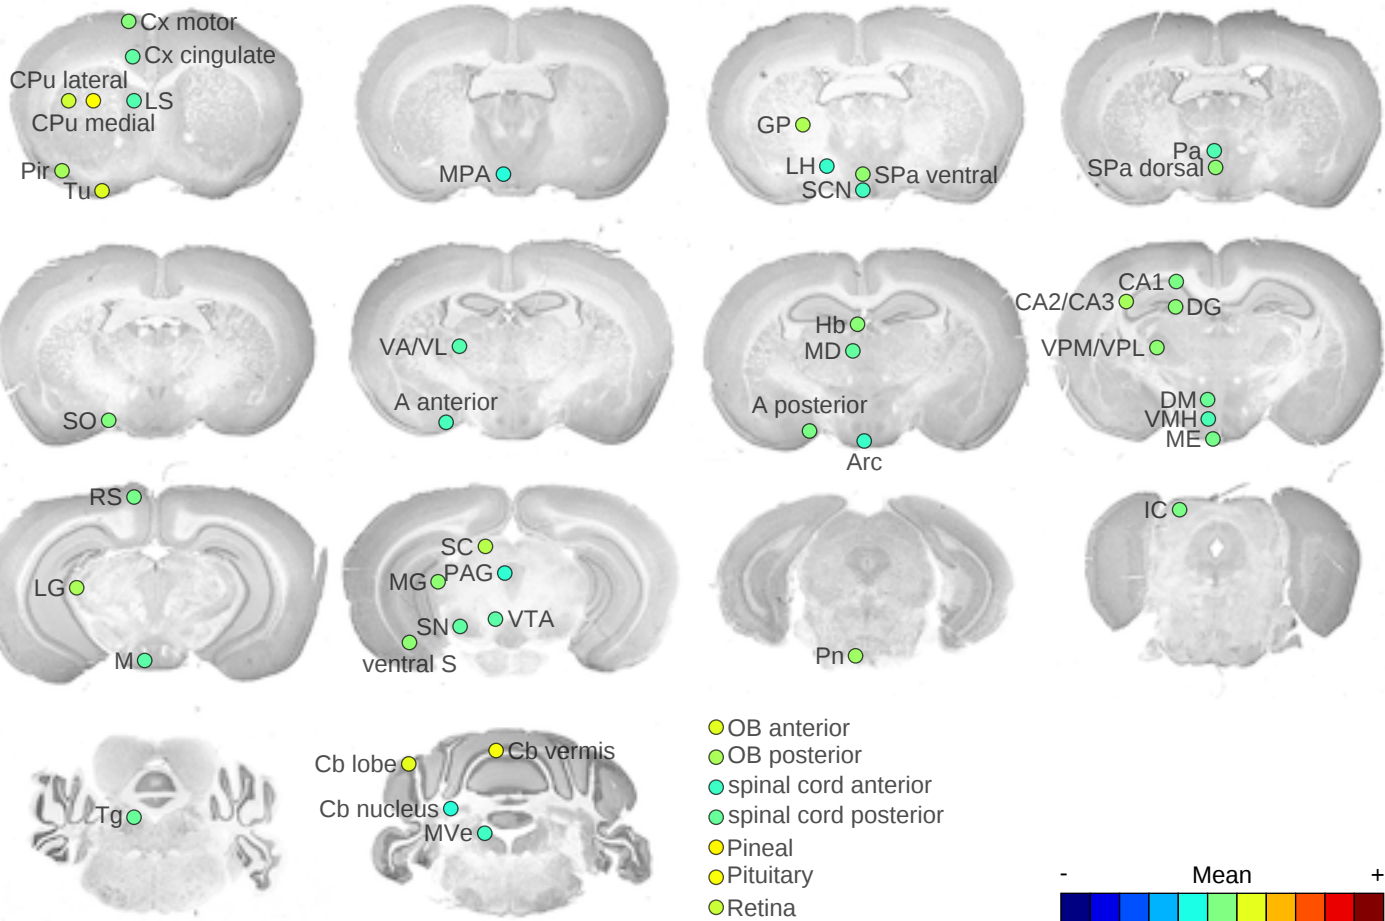 Cx motor
Cx cingulate
CPu lateral
LS
CPu medial
Pir
Tu
MPA
GP
LH
SPa ventral
SCN
Pa
SPa dorsal
SO
VA/VL
A anterior
Hb
MD
A posterior
Arc
CA1
CA2/CA3
DG
VPM/VPL
DM
VMH
ME
RS
LG
M
SC
MG
PAG
SN
VTA
ventral S
Pn
IC
Tg
Cb lobe
Cb vermis
Cb nucleus
MVe
OB anterior
OB posterior
spinal cord anterior
spinal cord posterior
Pineal
Pituitary
Retina
- Mean +